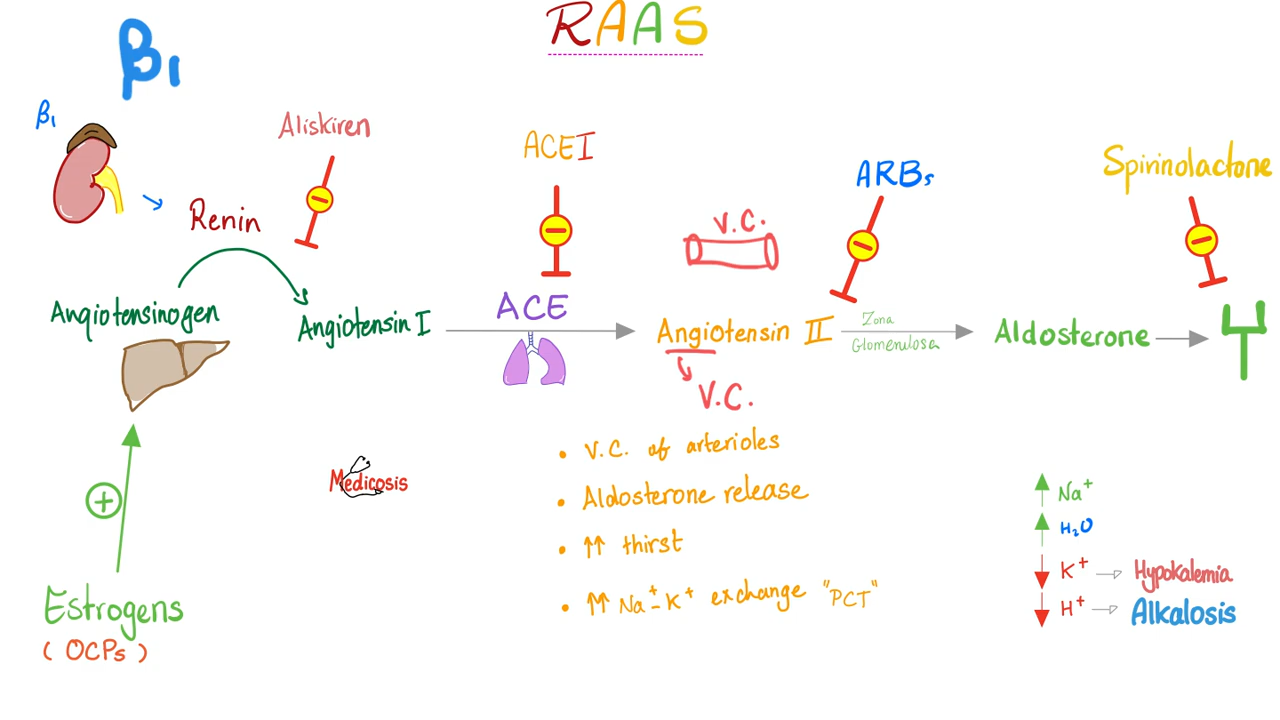 RAAS
β1
β1
Aliskiren
ACEI
ARBs
Spirinolactone
Renin
V.C.
Angiotensinogen
Angiotensin I
ACE
Angiotensin II
Zona
Glomerulosa
Aldosterone
V.C.
• V.C. of arterioles
• Aldosterone release
• ↑↑ thirst
• ↑↑ Na+-K+ exchange "PCT"
Medicosis
+
Estrogens
(OCPs)
↑ Na+
↑ H2O
↓ K+ → Hypokalemia
↓ H+ → Alkalosis